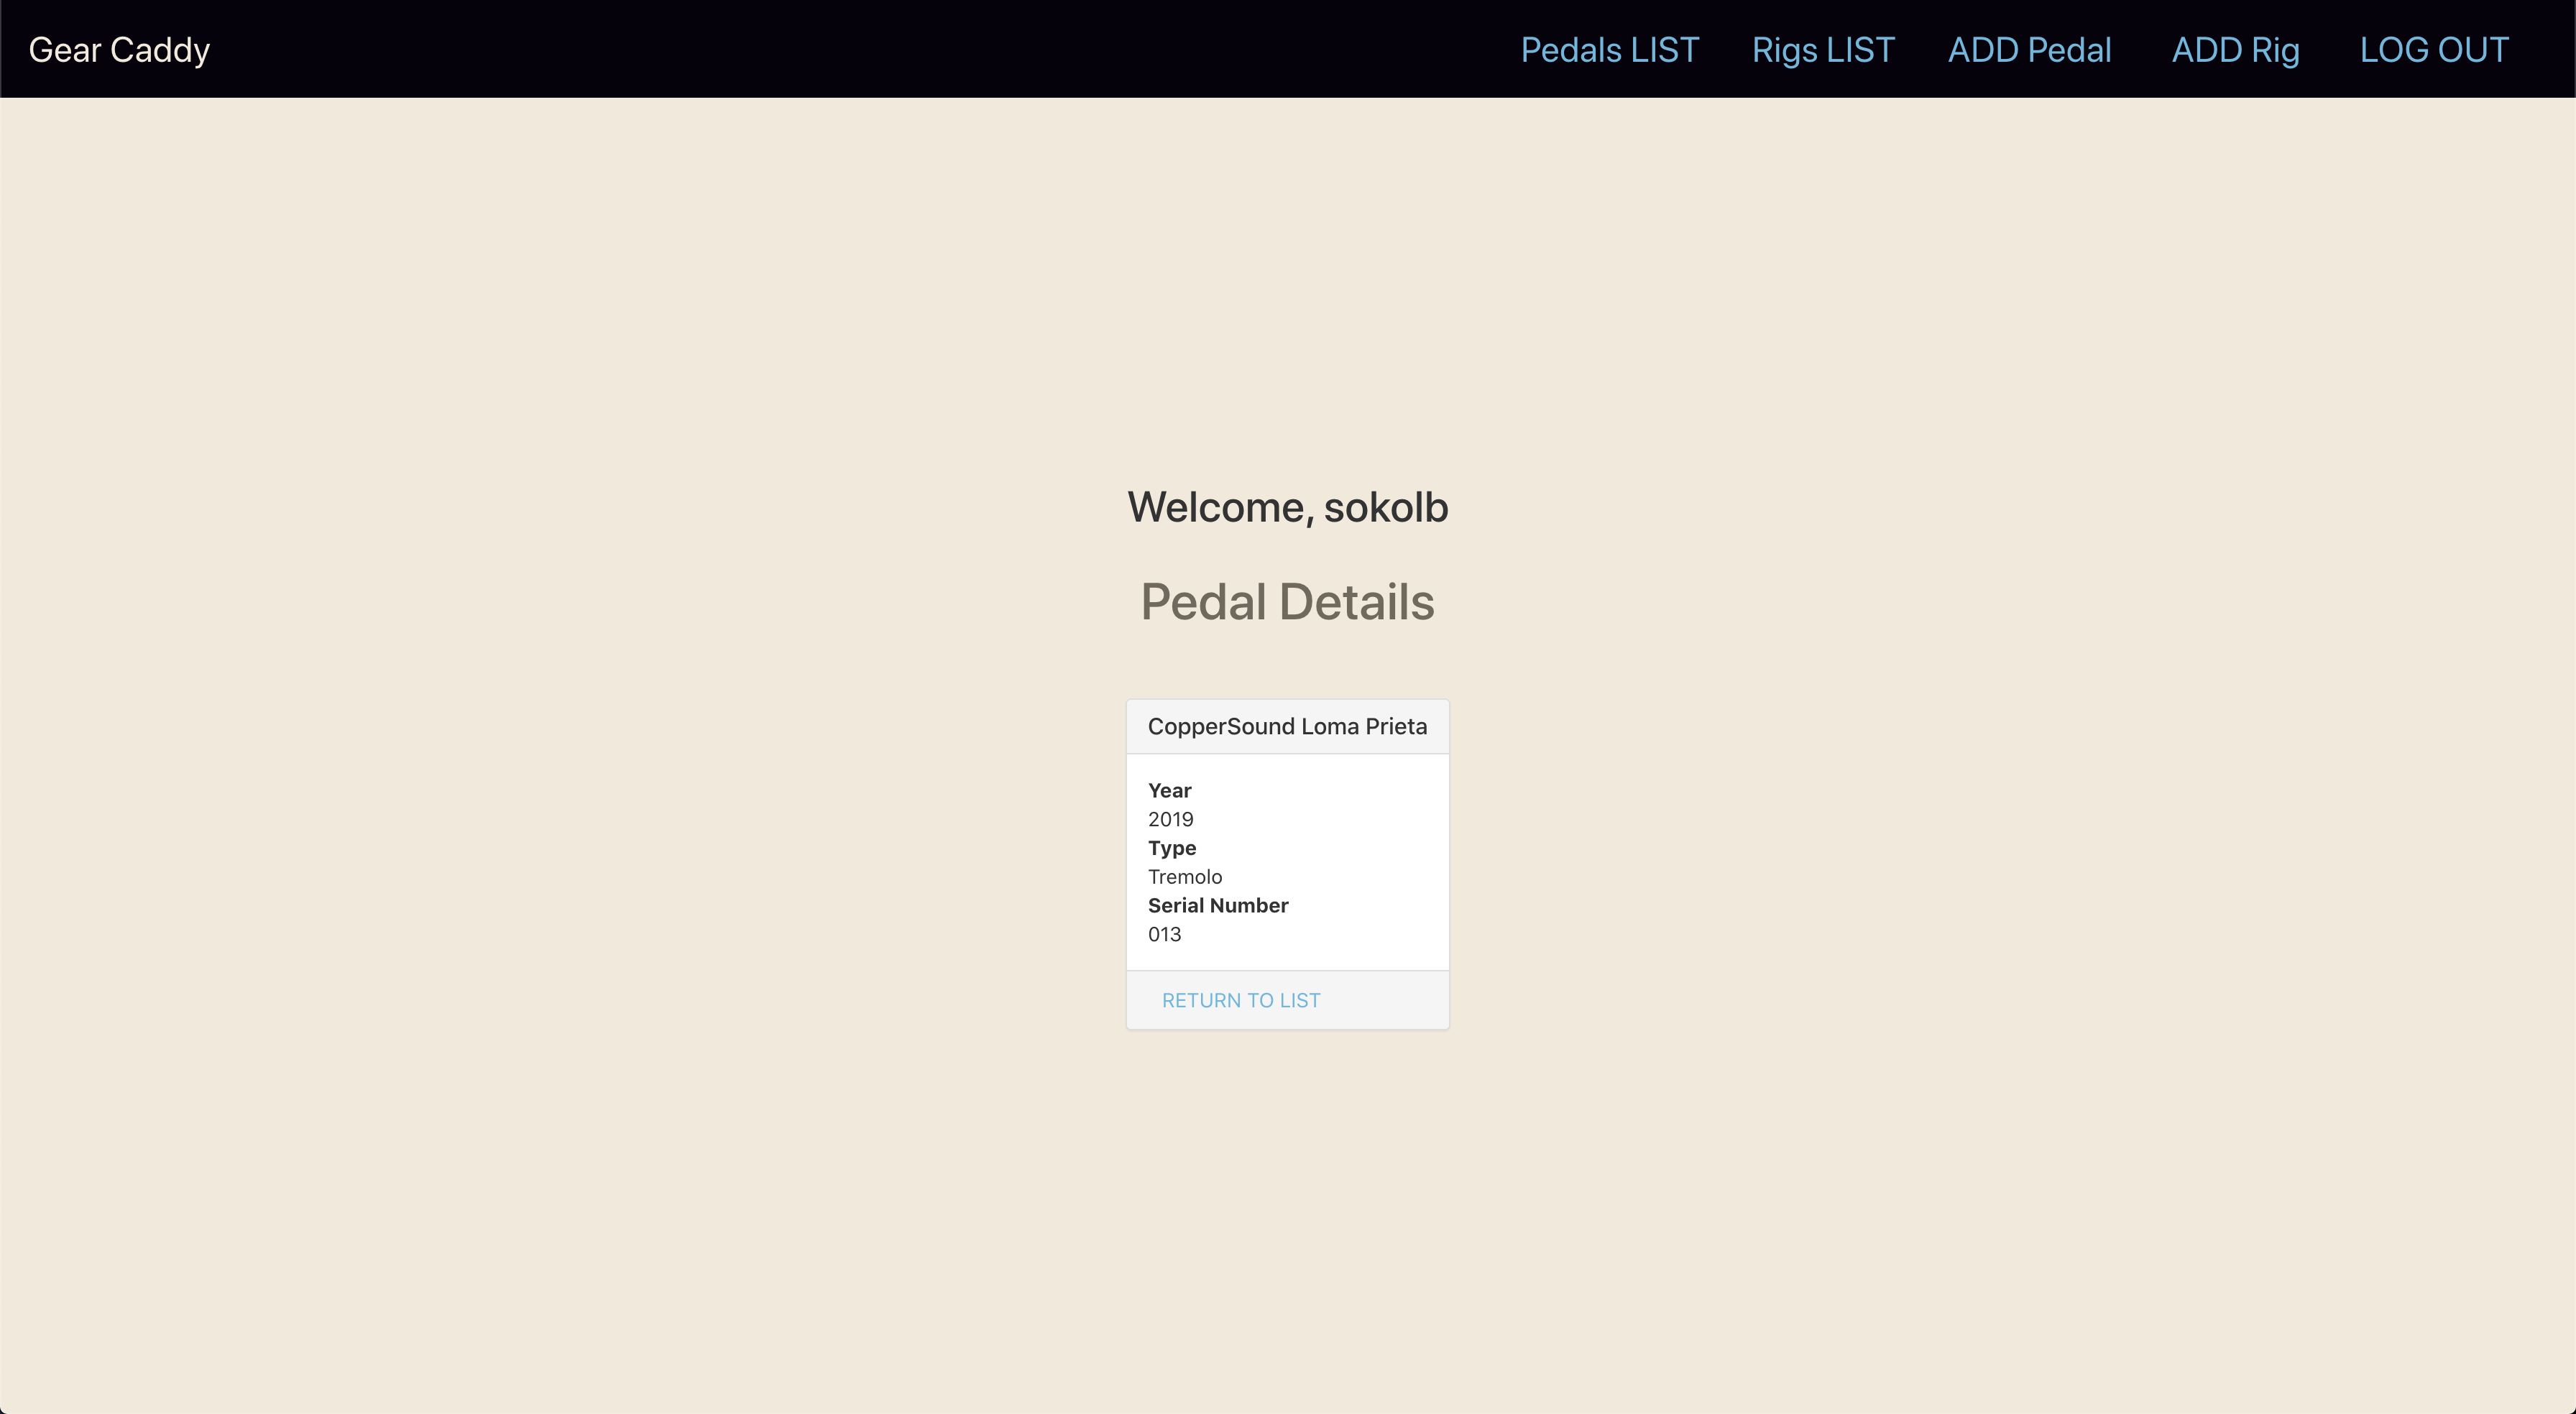 Gear Caddy Pedals LIST Rigs LIST ADD Pedal ADD Rig LOG OUT
Welcome, sokolb
Pedal Details
CopperSound Loma Prieta
Year
2019
Type
Tremolo
Serial Number
013
RETURN TO LIST